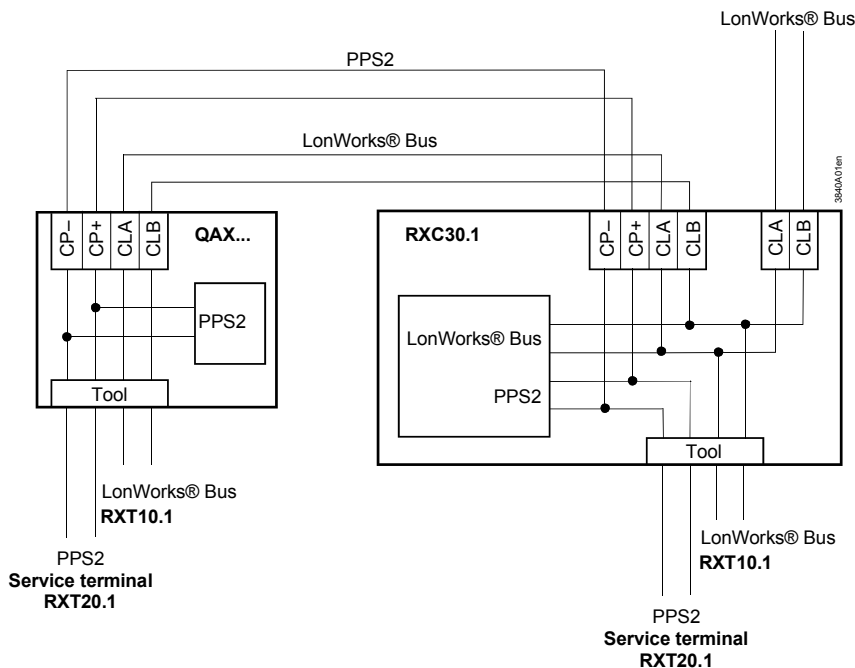 LonWorks® Bus
PPS2
LonWorks® Bus
3840A01en
CP–
CP+
CLA
CLB
QAX...
PPS2
Tool
LonWorks® Bus
RXT10.1
PPS2
Service terminal
RXT20.1
RXC30.1
CP–
CP+
CLA
CLB
CLA
CLB
LonWorks® Bus
PPS2
Tool
LonWorks® Bus
RXT10.1
PPS2
Service terminal
RXT20.1